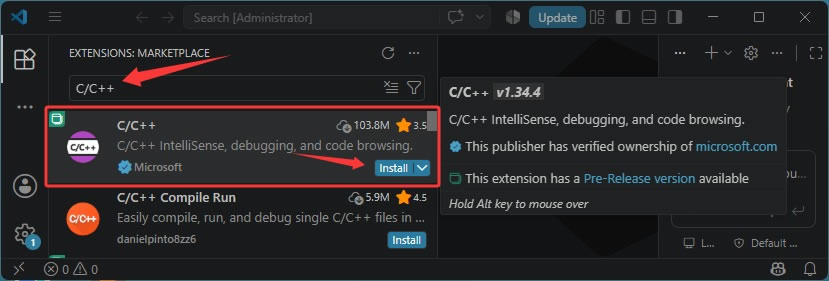 Search [Administrator]
Update
EXTENSIONS: MARKETPLACE
C/C++
C/C++
103.8M
3.5
C/C++ IntelliSense, debugging, and code browsing.
C/C++
Microsoft
Install
C/C++ Compile Run
5.9M
4.5
C/C++
Easily compile, run, and debug single C/C++ files in ...
danielpinto8zz6
Install
1
C/C++ v1.34.4
C/C++ IntelliSense, debugging, and code browsing.
This publisher has verified ownership of microsoft.com
This extension has a Pre-Release version available
Hold Alt key to mouse over
L...
Default ...
0 0